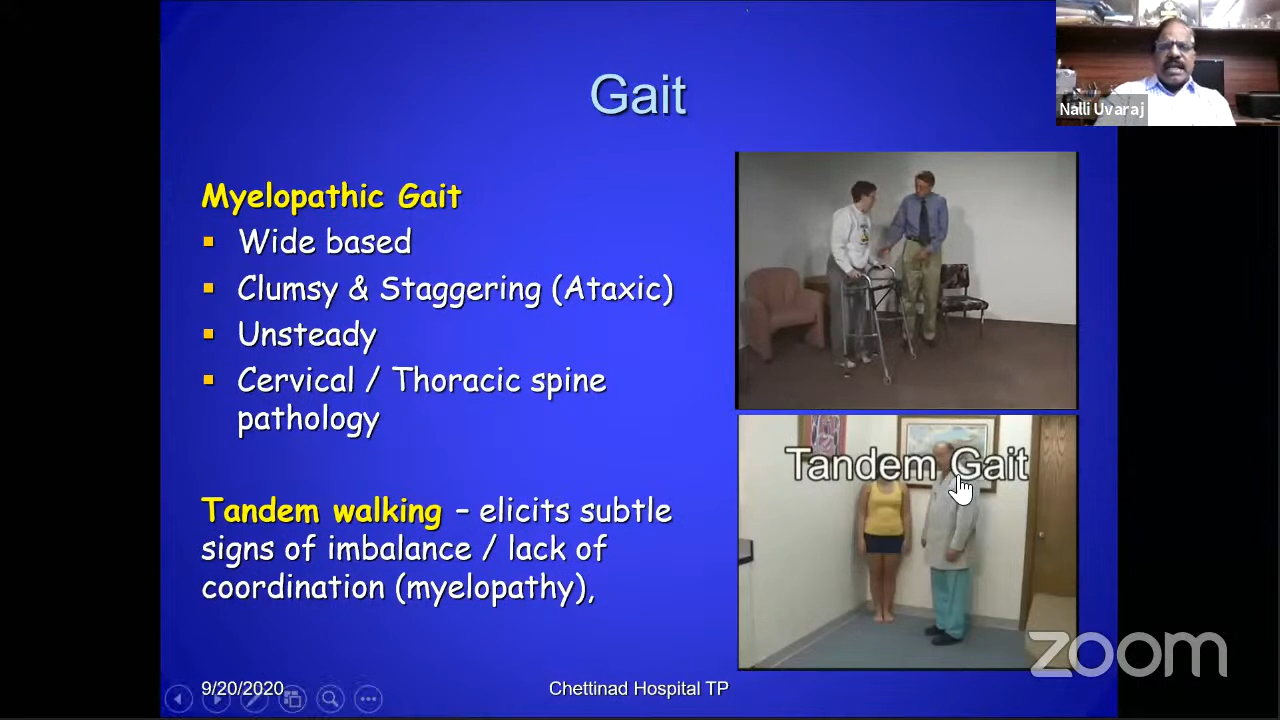 Gait
Nalli Uvaraj
Myelopathic Gait
Wide based
Clumsy & Staggering (Ataxic)
Unsteady
Cervical / Thoracic spine
pathology
Tandem walking – elicits subtle
signs of imbalance / lack of
coordination (myelopathy),
Tandem Gait
zoom
9/20/2020
Chettinad Hospital TP